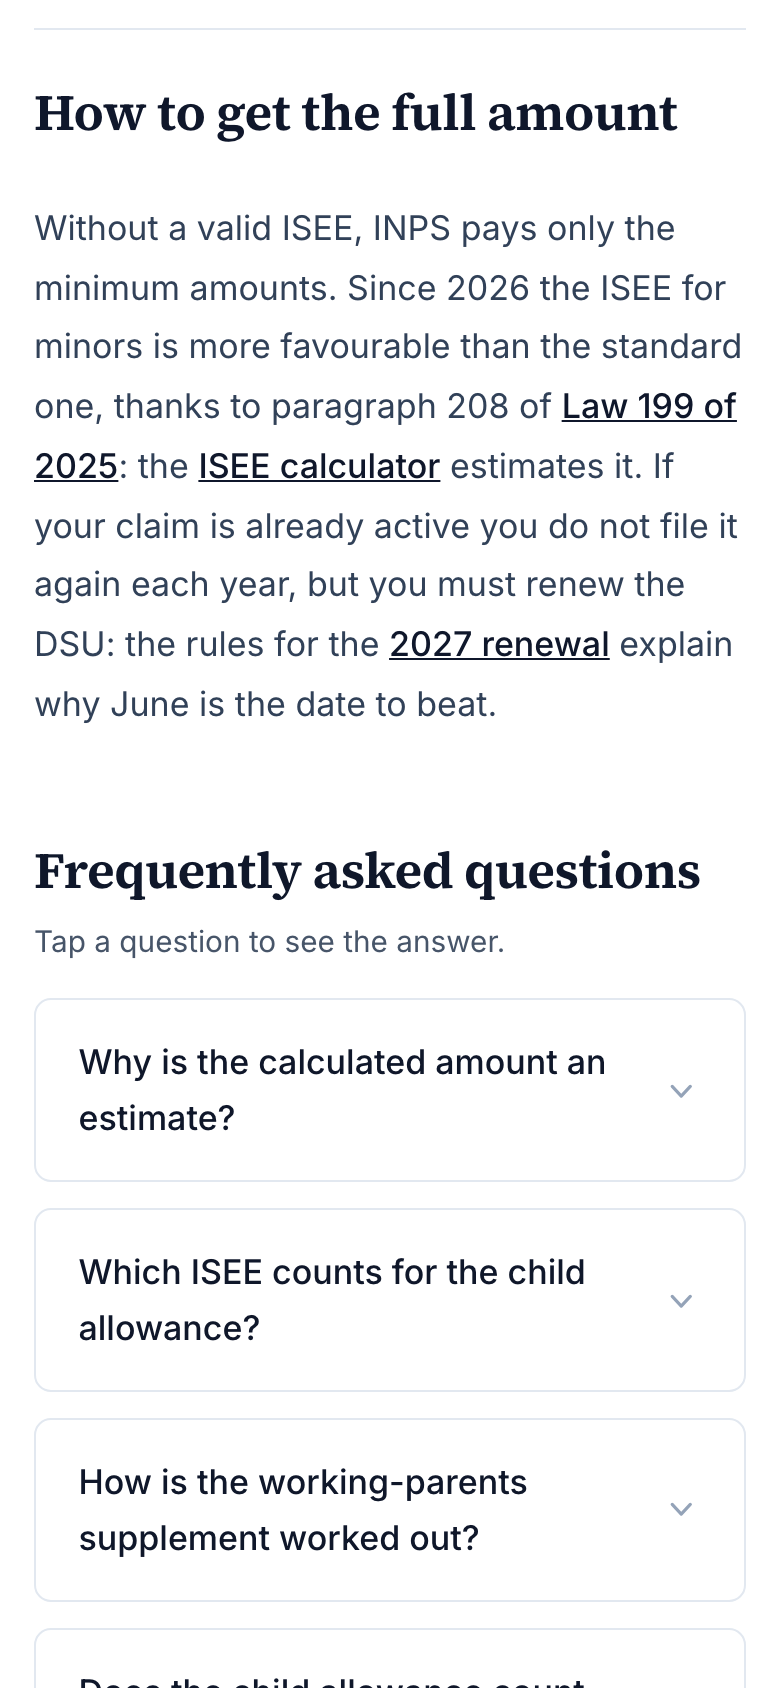 How to get the full amount
Without a valid ISEE, INPS pays only the
minimum amounts. Since 2026 the ISEE for
minors is more favourable than the standard
one, thanks to paragraph 208 of Law 199 of
2025: the ISEE calculator estimates it. If
your claim is already active you do not file it
again each year, but you must renew the
DSU: the rules for the 2027 renewal explain
why June is the date to beat.
Frequently asked questions
Tap a question to see the answer.
Why is the calculated amount an
estimate?
Which ISEE counts for the child
allowance?
How is the working-parents
supplement worked out?
Does the child allowance count